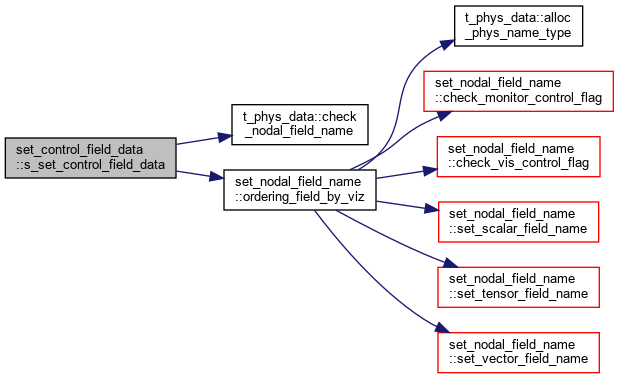 set_control_field_data
::s_set_control_field_data
t_phys_data::check
_nodal_field_name
set_nodal_field_name
::ordering_field_by_viz
t_phys_data::alloc
_phys_name_type
set_nodal_field_name
::check_monitor_control_flag
set_nodal_field_name
::check_vis_control_flag
set_nodal_field_name
::set_scalar_field_name
set_nodal_field_name
::set_tensor_field_name
set_nodal_field_name
::set_vector_field_name